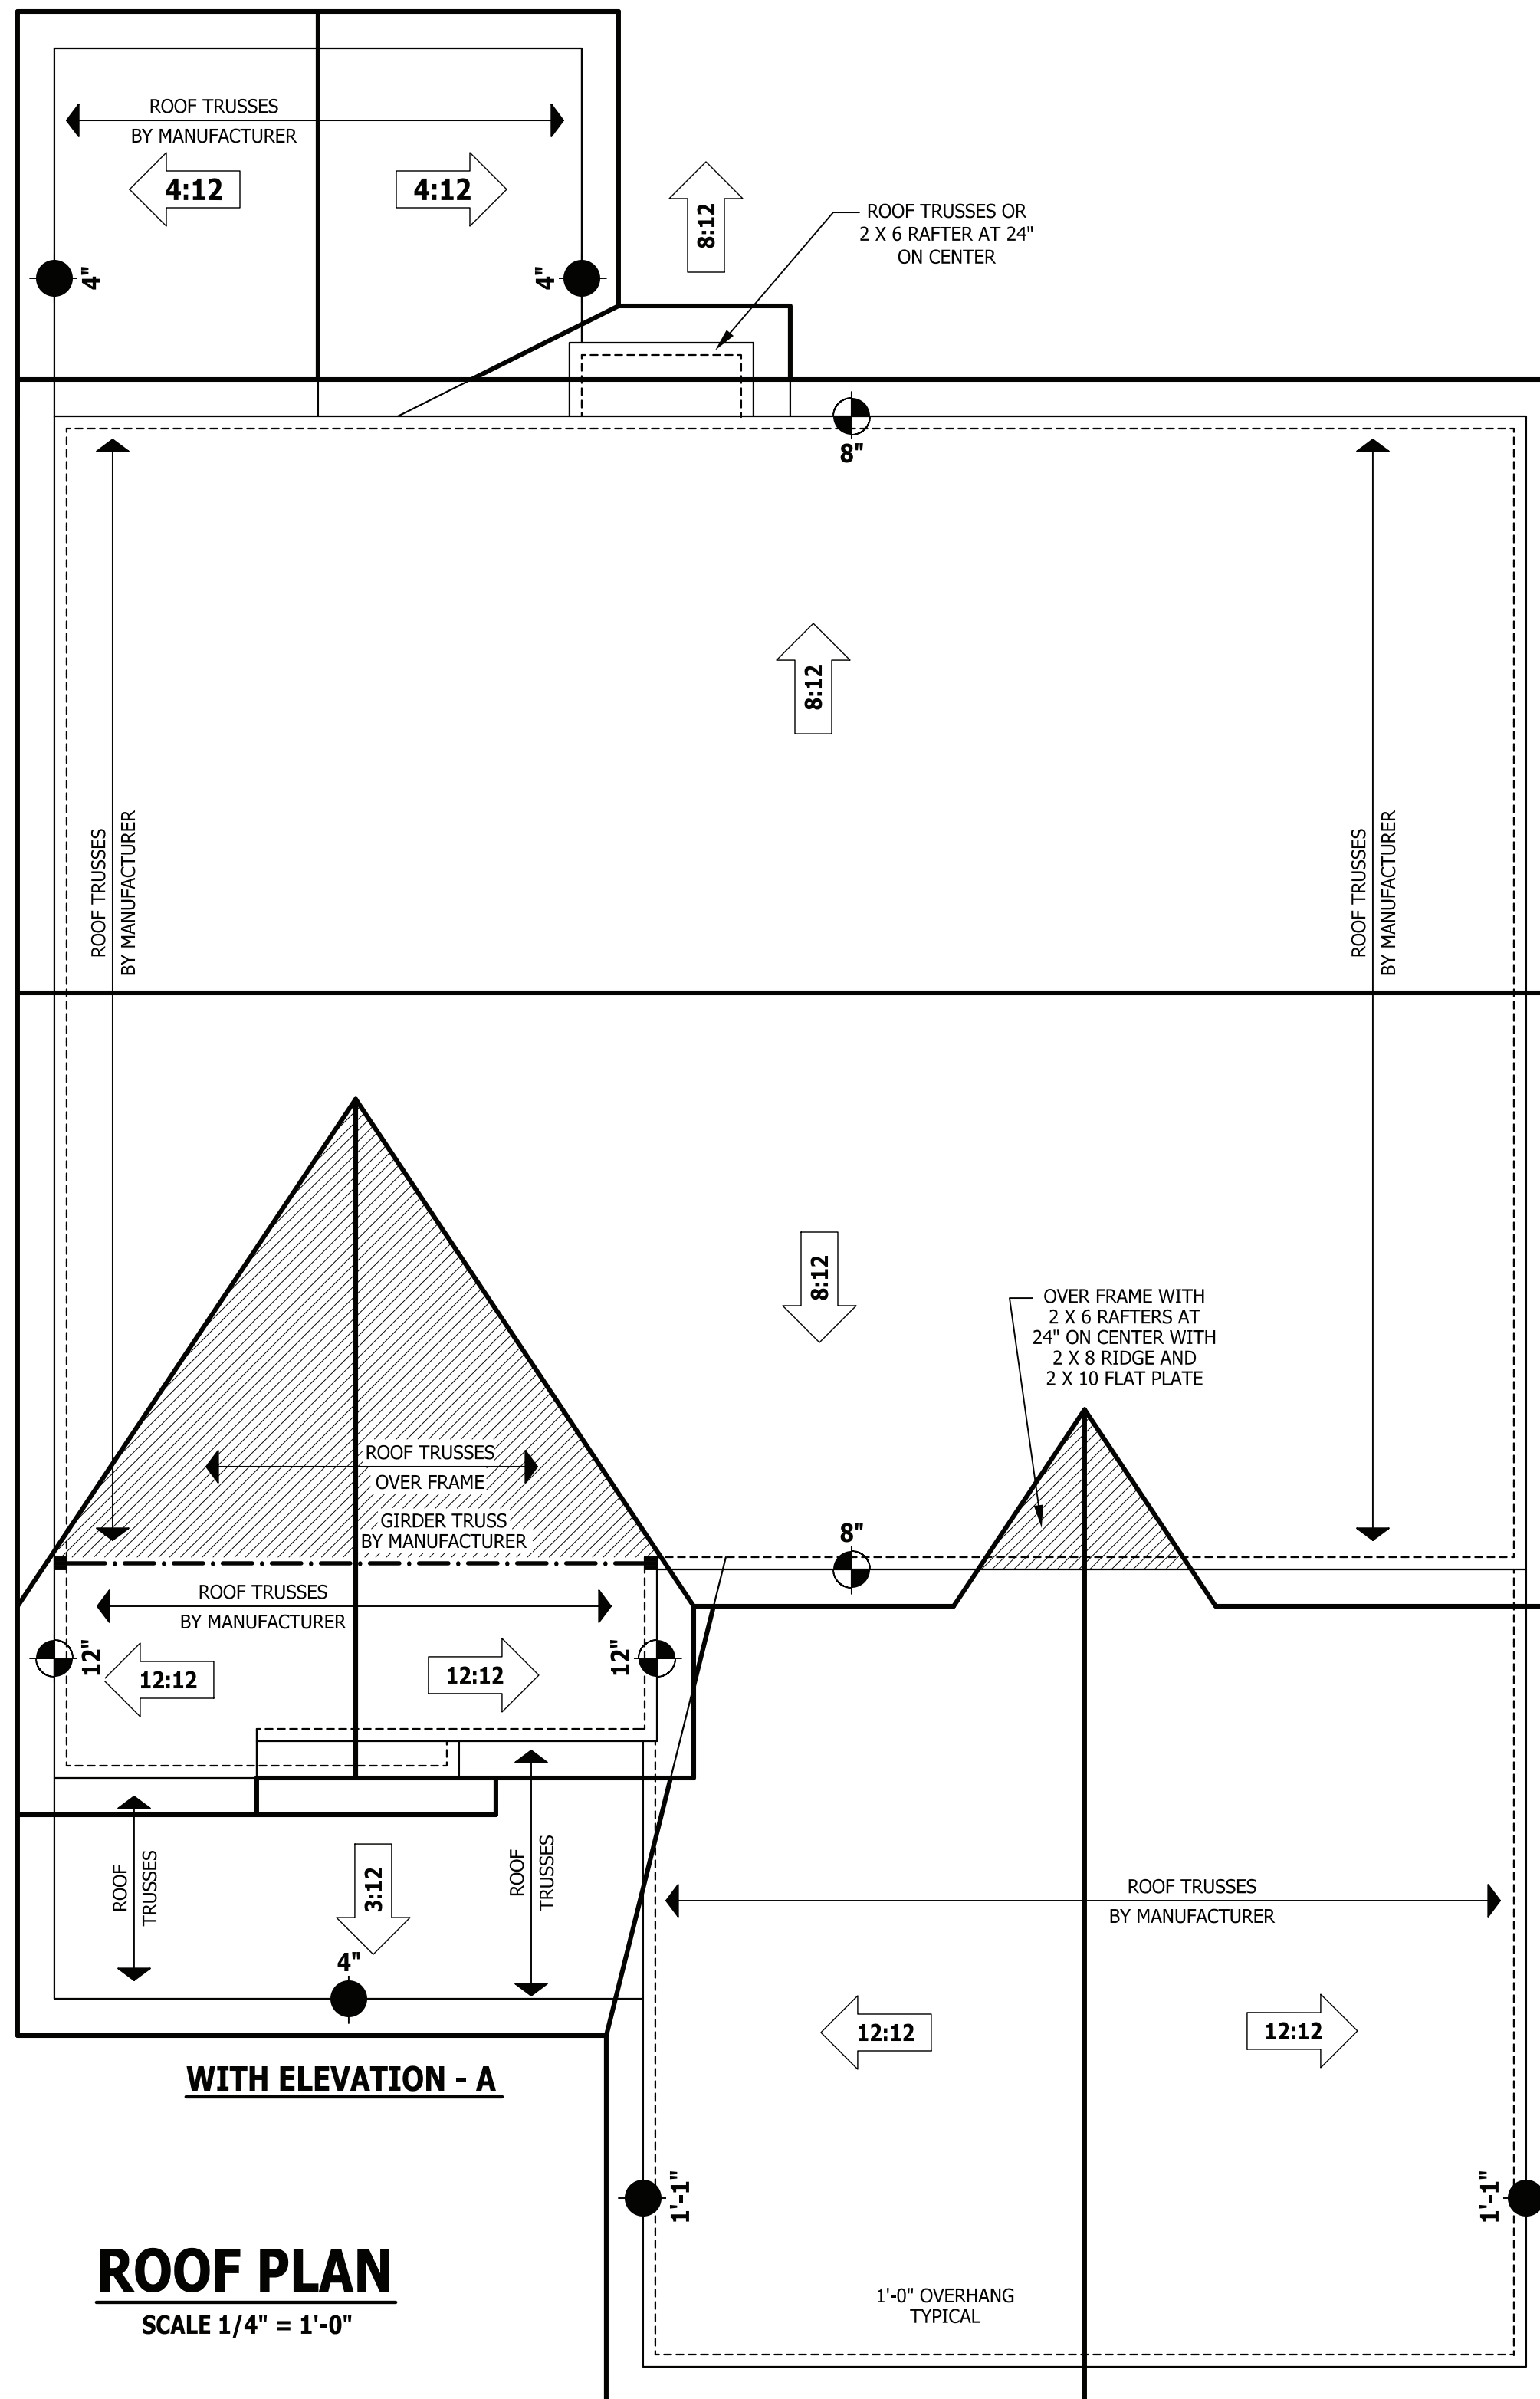 ROOF TRUSSES
BY MANUFACTURER
4:12
4:12
8:12
ROOF TRUSSES OR
2 X 6 RAFTER AT 24"
ON CENTER
4"
4"
8"
8:12
ROOF TRUSSES
BY MANUFACTURER
ROOF TRUSSES
BY MANUFACTURER
8:12
OVER FRAME WITH
2 X 6 RAFTERS AT
24" ON CENTER WITH
2 X 8 RIDGE AND
2 X 10 FLAT PLATE
ROOF TRUSSES
OVER FRAME
GIRDER TRUSS
BY MANUFACTURER
8"
ROOF TRUSSES
BY MANUFACTURER
12"
12:12
12:12
12"
ROOF
TRUSSES
3:12
ROOF
TRUSSES
4"
ROOF TRUSSES
BY MANUFACTURER
12:12
12:12
WITH ELEVATION - A
1'-1"
1'-1"
ROOF PLAN
SCALE 1/4" = 1'-0"
1'-0" OVERHANG
TYPICAL